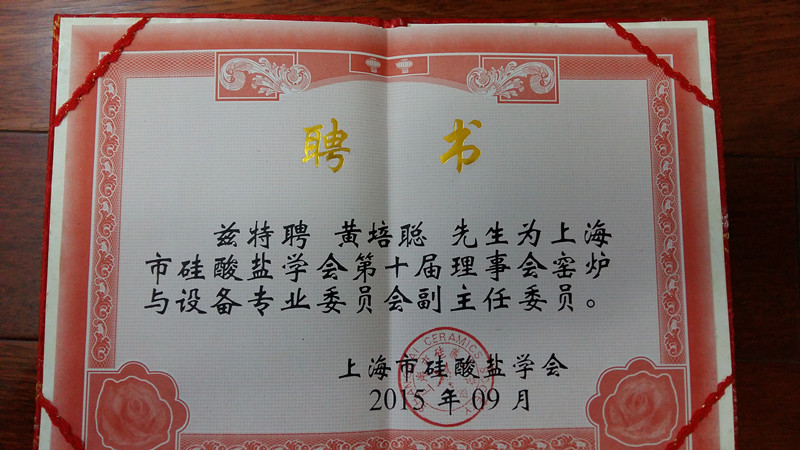 聘 书
兹特聘 黄培聪 先生为上海
市硅酸盐学会第十届理事会窑炉
与设备专业委员会副主任委员。
上海市硅酸盐学会
2015 年 09 月